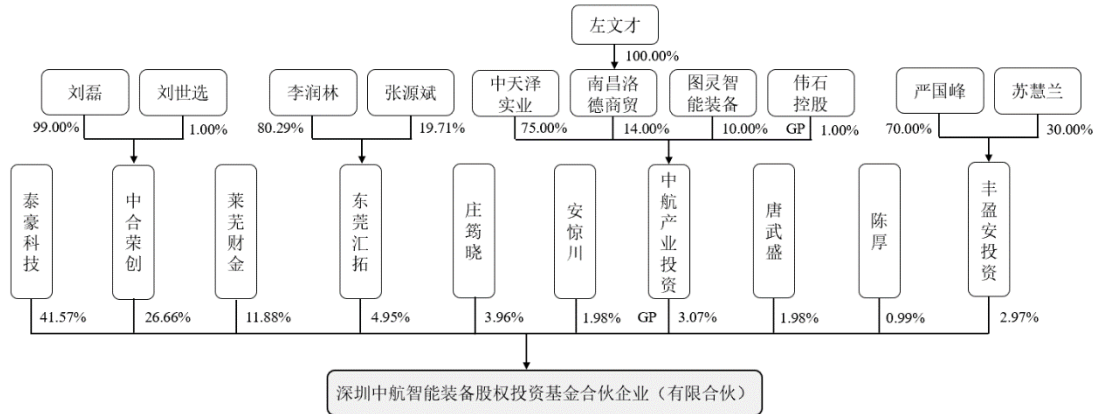 左文才
100.00%
刘磊
刘世选
李润林
张源斌
中天泽
实业
南昌洛
德商贸
图灵智
能装备
伟石
控股
严国峰
苏慧兰
99.00%
1.00%
80.29%
19.71%
75.00%
14.00%
10.00%
GP
1.00%
70.00%
30.00%
泰豪科技
中合荣创
莱芜财金
东莞汇拓
庄筠晓
安惊川
中航产业投资
唐武盛
陈厚
丰盈安投资
41.57%
26.66%
11.88%
4.95%
3.96%
1.98%
GP
3.07%
1.98%
0.99%
2.97%
深圳中航智能装备股权投资基金合伙企业（有限合伙）